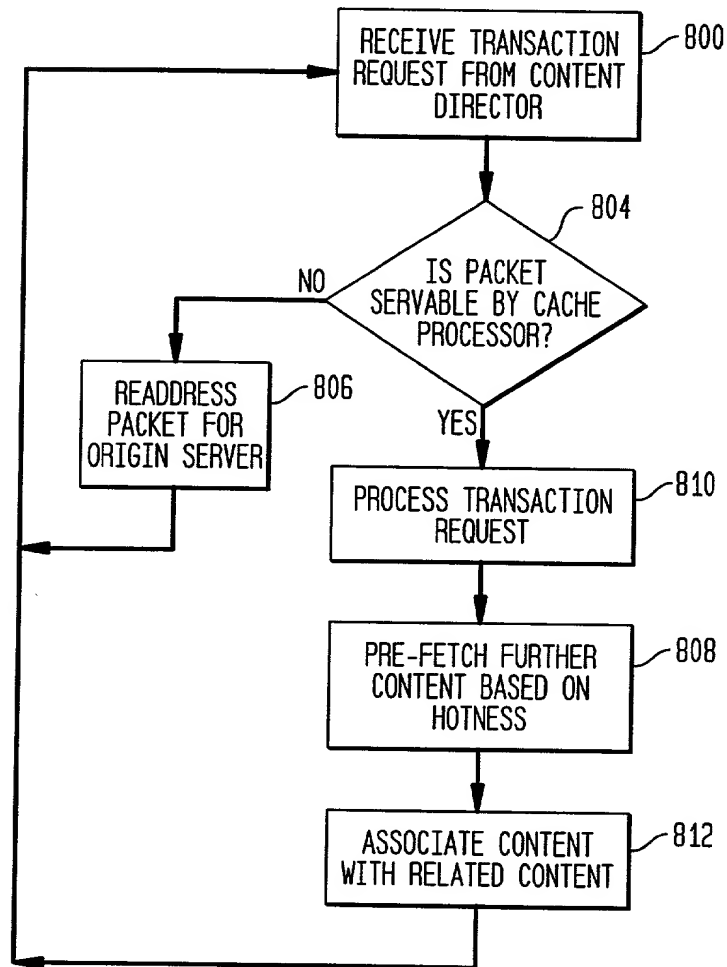 RECEIVE TRANSACTION
REQUEST FROM CONTENT
DIRECTOR
800
804
IS PACKET
SERVABLE BY CACHE
PROCESSOR?
NO
READDRESS
PACKET FOR
ORIGIN SERVER
806
YES
PROCESS TRANSACTION
REQUEST
810
PRE-FETCH FURTHER
CONTENT BASED ON
HOTNESS
808
ASSOCIATE CONTENT
WITH RELATED CONTENT
812